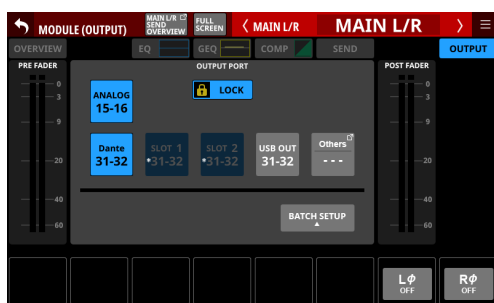 MODULE (OUTPUT)
MAIN L/R
SEND
OVERVIEW
FULL
SCREEN
MAIN L/R
MAIN L/R
OVERVIEW
EQ
GEQ
COMP
SEND
OUTPUT
PRE FADER
OUTPUT PORT
POST FADER
0
3
9
20
40
60
ANALOG
15-16
LOCK
Dante
31-32
SLOT 1
*31-32
SLOT 2
*31-32
USB OUT
31-32
Others
---
BATCH SETUP
0
3
9
20
40
60
LΦ
OFF
RΦ
OFF